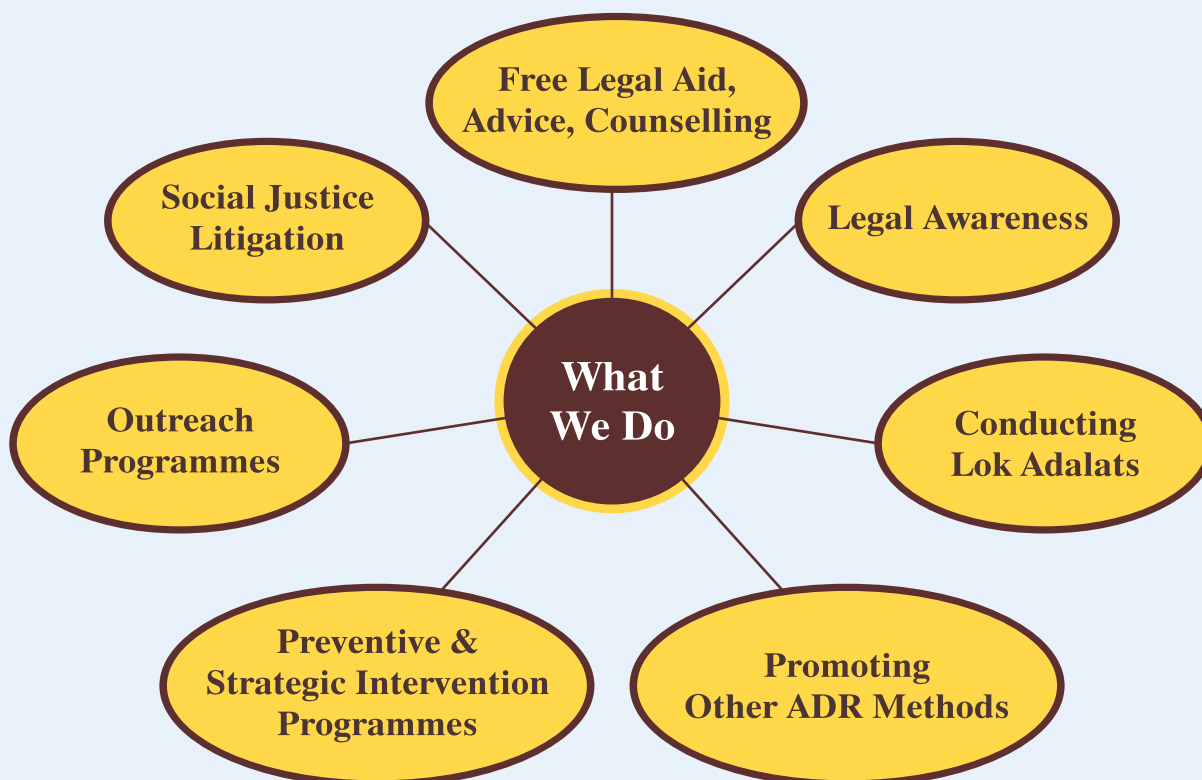 Free Legal Aid,
Advice, Counselling
Social Justice
Litigation
Legal Awareness
What
We Do
Outreach
Programmes
Conducting
Lok Adalats
Preventive &
Strategic Intervention
Programmes
Promoting
Other ADR Methods